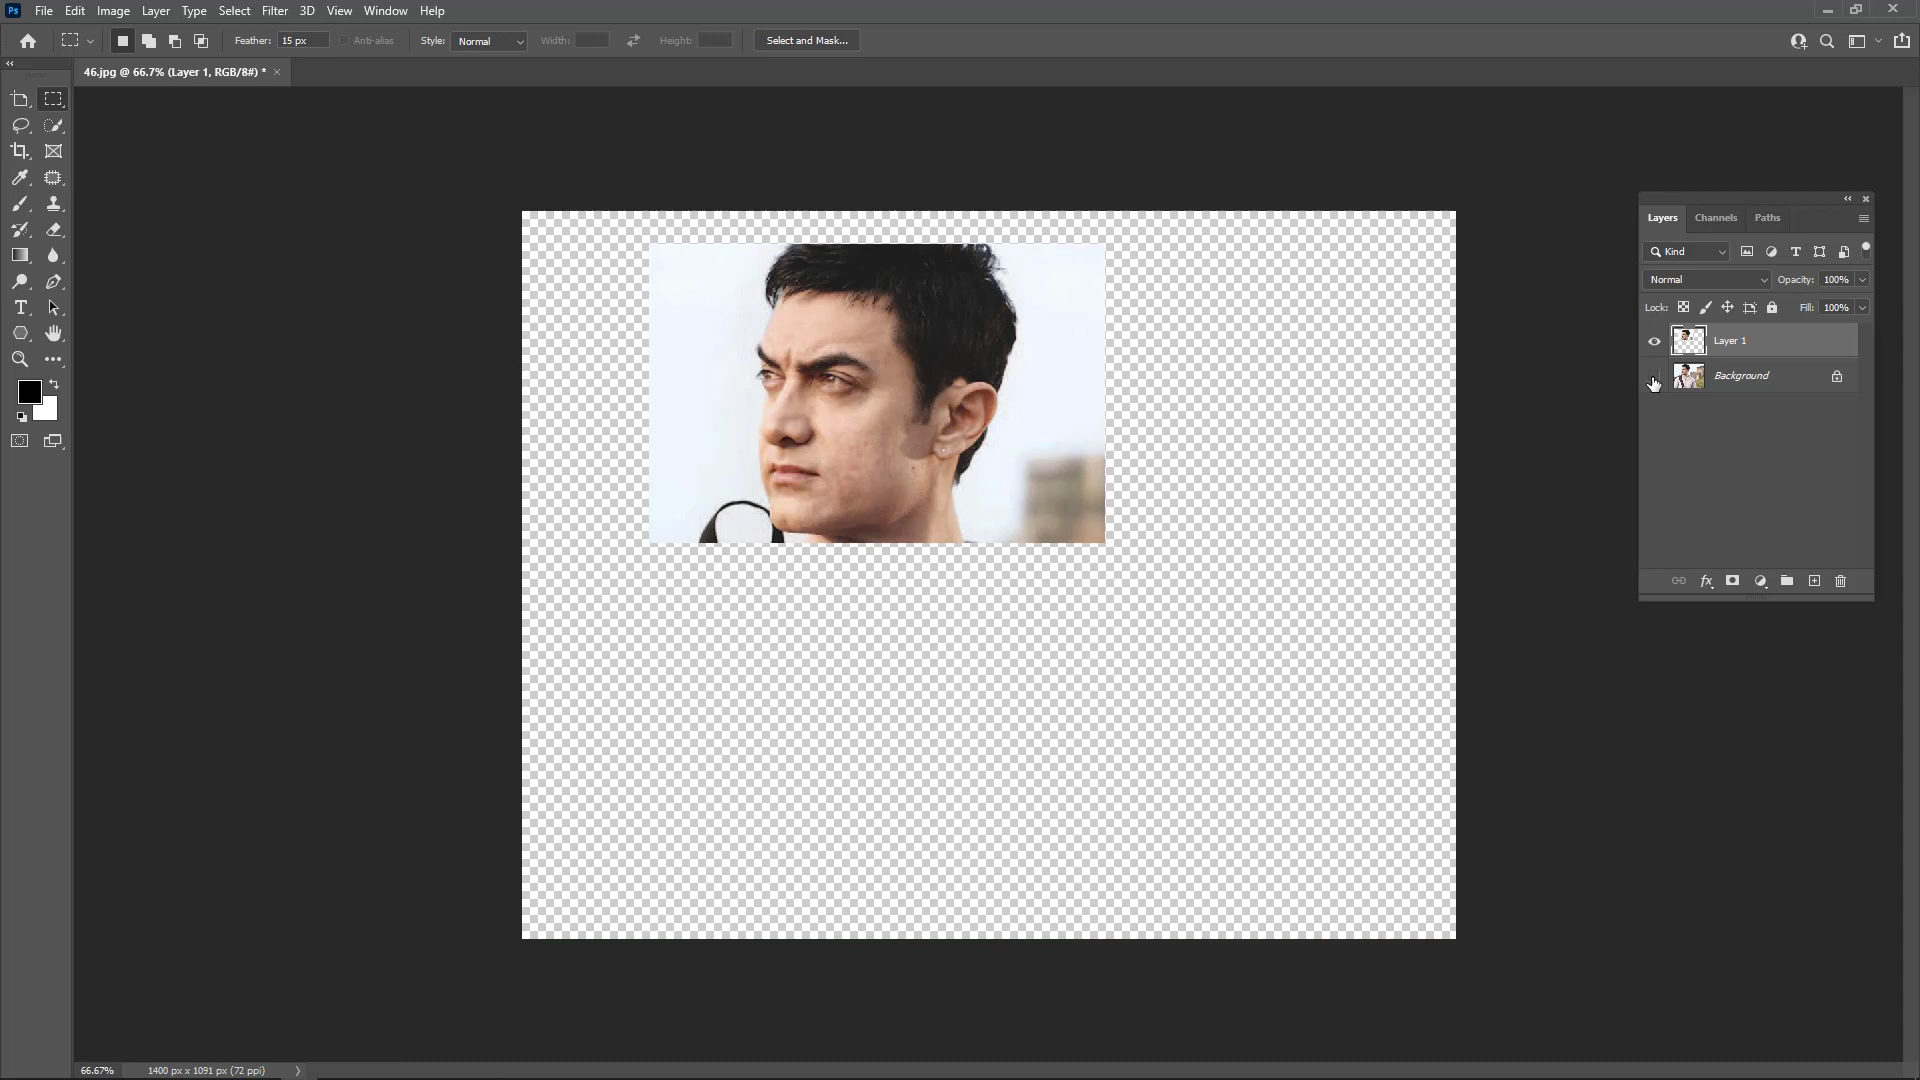 Ps File Edit Image Layer Type Select Filter 3D View Window Help
Feather: 15 px Anti-alias Style: Normal Width: Height: Select and Mask...
46.jpg @ 66.7% (Layer 1, RGB/8#) * ×
Layers Channels Paths
Kind
Normal Opacity: 100%
Lock: Fill: 100%
Layer 1
Background
66.67% 1400 px x 1091 px (72 ppi)